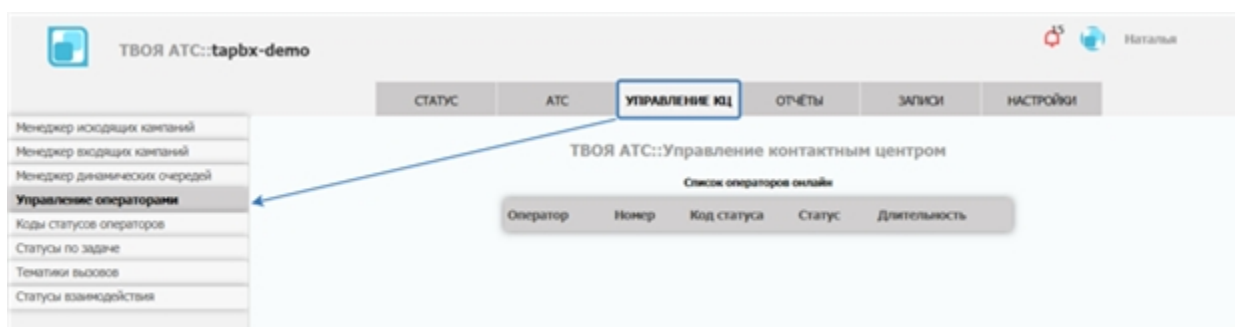 15
ТВОЯ АТС::tapbx-demo
Наталья
СТАТУС АТС УПРАВЛЕНИЕ КЦ ОТЧЁТЫ ЗАПИСИ НАСТРОЙКИ
Менеджер исходящих кампаний
Менеджер входящих кампаний
Менеджер динамических очередей
Управление операторами
Коды статусов операторов
Статусы по задаче
Тематики вызовов
Статусы взаимодействия
ТВОЯ АТС::Управление контактным центром
Список операторов онлайн
Оператор Номер Код статуса Статус Длительность